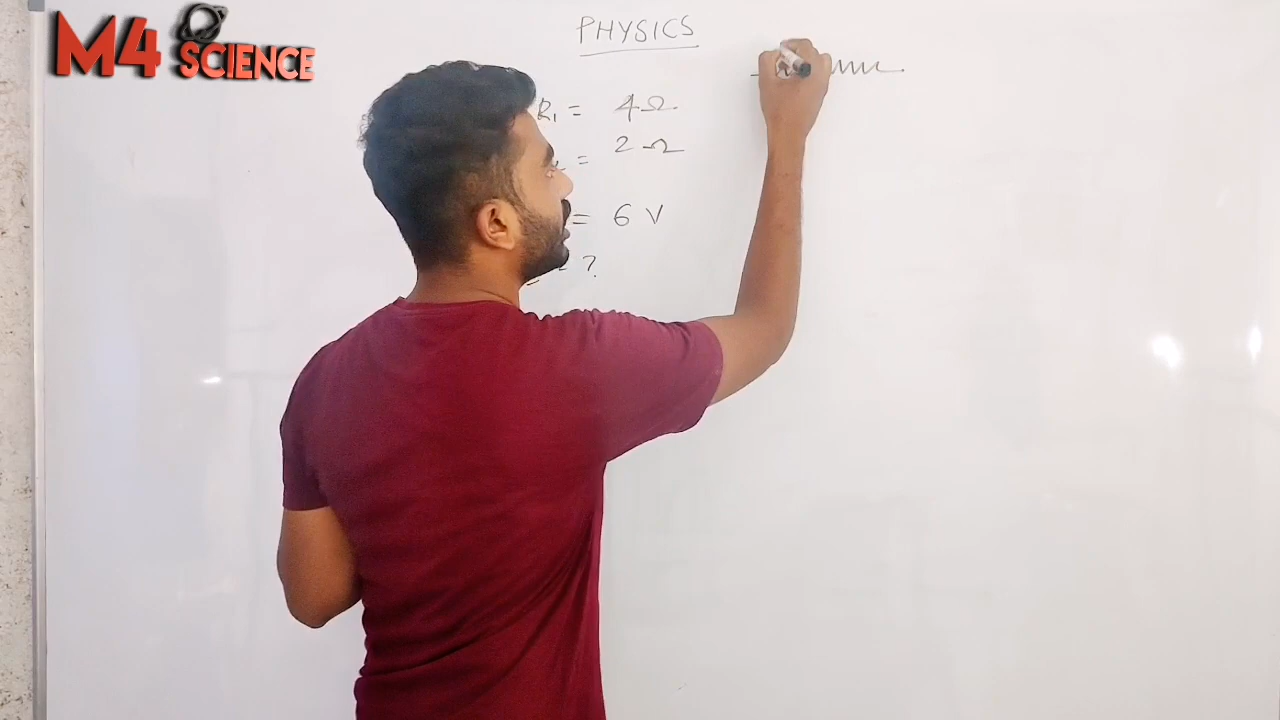 M4 SCIENCE
PHYSICS
R₁ = 4Ω
= 2Ω
= 6 V
= ?